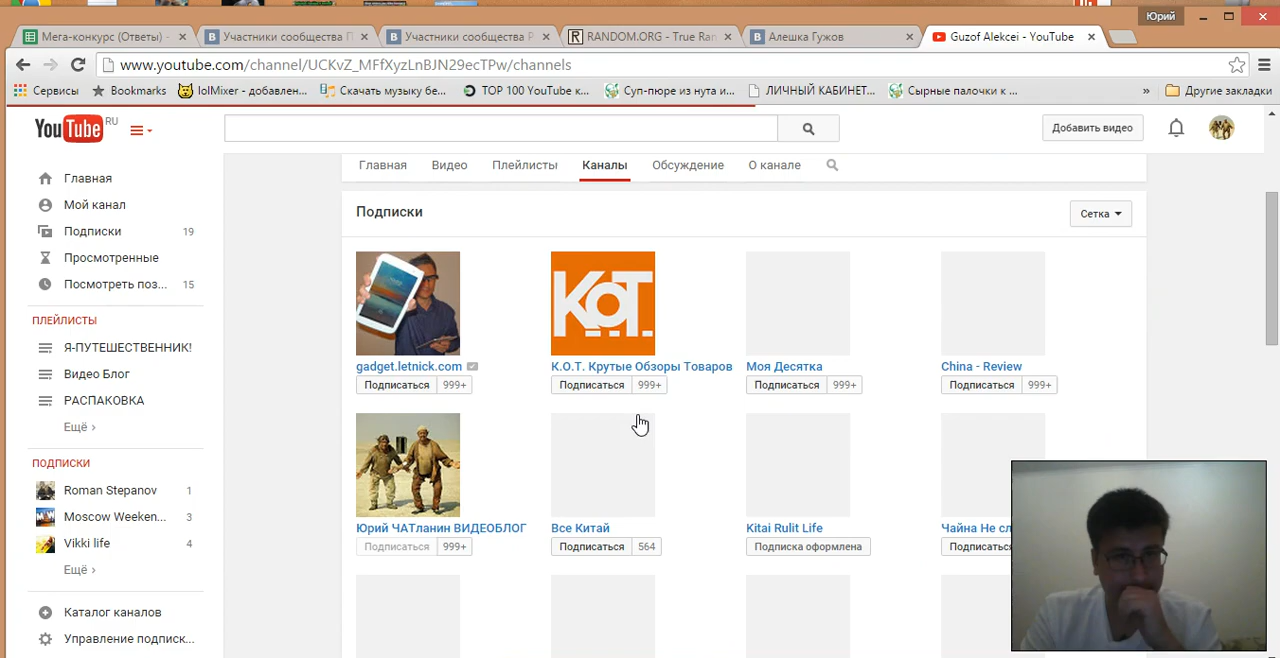 Юрий
Мега-конкурс (Ответы) -
Участники сообщества П
Участники сообщества Р
RANDOM.ORG - True Ran
Алешка Гужов
Guzof Alekcei - YouTube
www.youtube.com/channel/UCKvZ_MFfXyzLnBJN29ecTPw/channels
Сервисы
Bookmarks
lolMixer - добавлен...
Скачать музыку бе...
TOP 100 YouTube к...
Суп-пюре из нута и...
ЛИЧНЫЙ КАБИНЕТ...
Сырные палочки к ...
»
Другие закладки
YouTube RU
Добавить видео
Главная
Видео
Плейлисты
Каналы
Обсуждение
О канале
Главная
Мой канал
Подписки 19
Просмотренные
Посмотреть поз... 15
ПЛЕЙЛИСТЫ
Я-ПУТЕШЕСТВЕННИК!
Видео Блог
РАСПАКОВКА
Ещё ›
ПОДПИСКИ
Roman Stepanov 1
Moscow Weeken... 3
Vikki life 4
Ещё ›
Каталог каналов
Управление подписк...
Подписки
Сетка
К.О.Т.
gadget.letnick.com
К.О.Т. Крутые Обзоры Товаров
Моя Десятка
China - Review
Подписаться 999+
Подписаться 999+
Подписаться 999+
Подписаться 999+
Юрий ЧАТланин ВИДЕОБЛОГ
Все Китай
Kitai Rulit Life
Чайна Не сл
Подписаться 999+
Подписаться 564
Подписка оформлена
Подписатьс